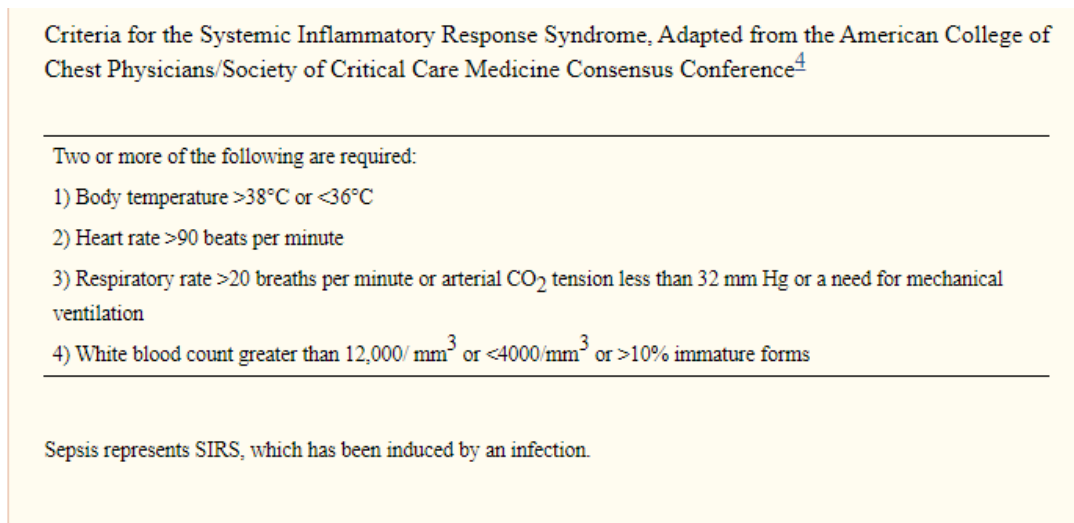 Criteria for the Systemic Inflammatory Response Syndrome, Adapted from the American College of
Chest Physicians/Society of Critical Care Medicine Consensus Conference4
Two or more of the following are required:
1) Body temperature >38°C or <36°C
2) Heart rate >90 beats per minute
3) Respiratory rate >20 breaths per minute or arterial CO2 tension less than 32 mm Hg or a need for mechanical
ventilation
4) White blood count greater than 12,000/ mm3 or <4000/mm3 or >10% immature forms
Sepsis represents SIRS, which has been induced by an infection.